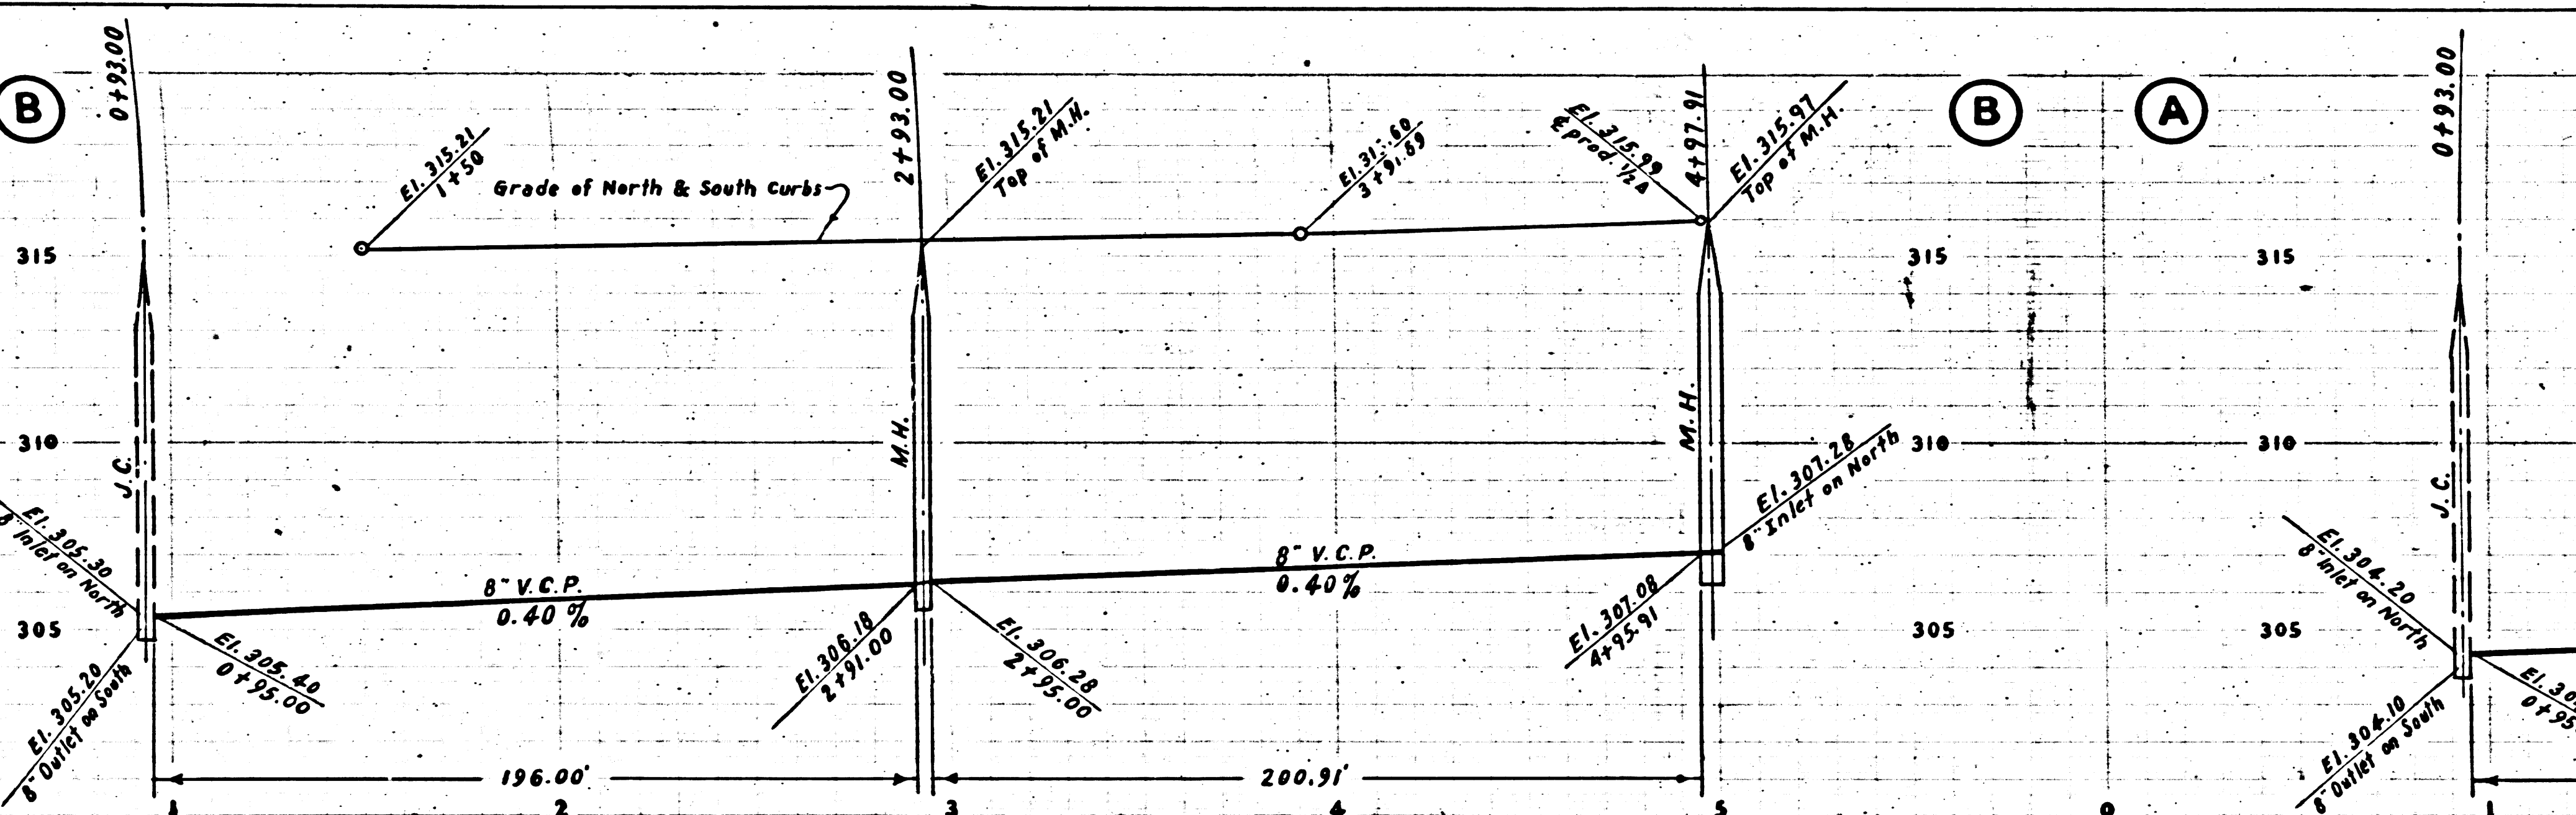 B
0+93.00
El. 315.21
1+50
Grade of North & South Curbs
2+93.00
El. 315.21
Top of M.H.
3+91.69
El. 315.99
℄ prod. ½ Δ
4+97.91
El. 315.97
Top of M.H.
B
A
0+93.00
315
315
315
310
310
310
J.C.
M.H.
M.H.
J.C.
El. 305.30
8" Inlet on North
El. 307.28
8" Inlet on North
El. 304.20
8" Inlet on North
8" V.C.P.
0.40 %
8" V.C.P.
0.40 %
305
305
305
El. 305.20
8" Outlet on South
El. 305.40
0+95.00
El. 306.18
2+91.00
El. 306.28
2+95.00
El. 307.08
4+95.91
El. 304.10
8" Outlet on South
El. 30
0+95
196.00'
200.91'
1
2
3
4
5
0
1